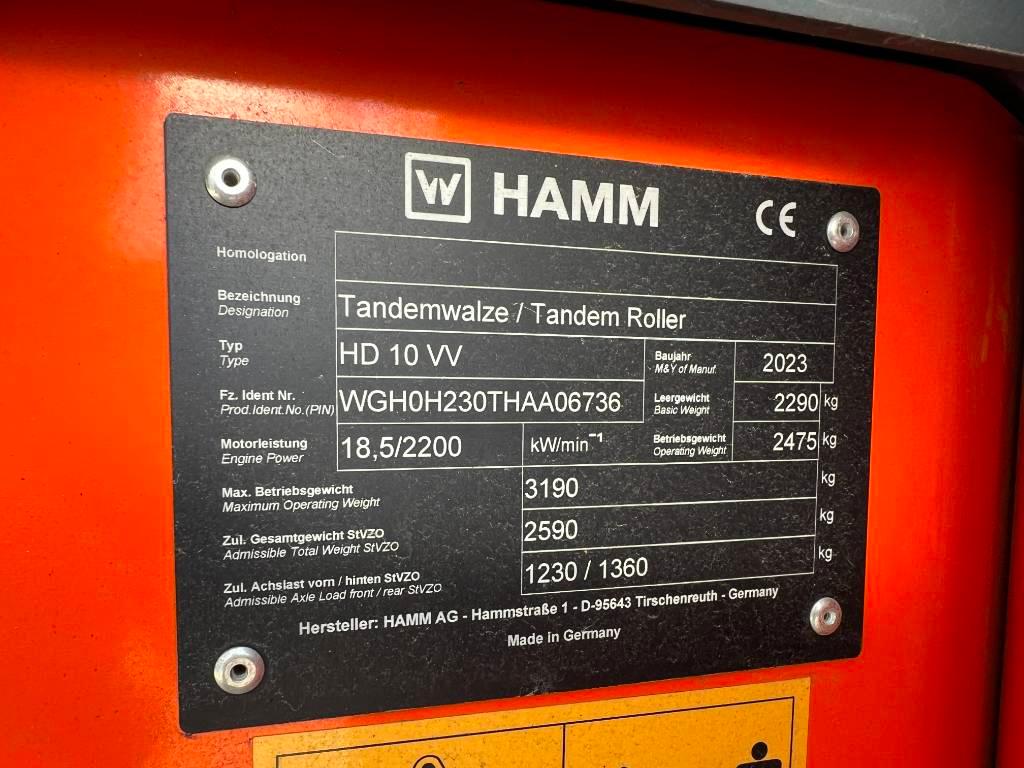 W HAMM CE
Homologation
Bezeichnung Tandemwalze / Tandem Roller
Designation
Typ HD 10 VV Baujahr 2023
Type M&Y of Manuf.
Fz. Ident Nr. WGH0H230THAA06736 Leergewicht 2290 kg
Prod.Ident.No.(PIN) Basic Weight
Motorleistung 18,5/2200 kW/min⁻¹ Betriebsgewicht 2475 kg
Engine Power Operating Weight
Max. Betriebsgewicht 3190 kg
Maximum Operating Weight
Zul. Gesamtgewicht StVZO 2590 kg
Admissible Total Weight StVZO
Zul. Achslast vorn / hinten StVZO 1230 / 1360 kg
Admissible Axle Load front / rear StVZO
Hersteller: HAMM AG - Hammstraße 1 - D-95643 Tirschenreuth - Germany
Made in Germany